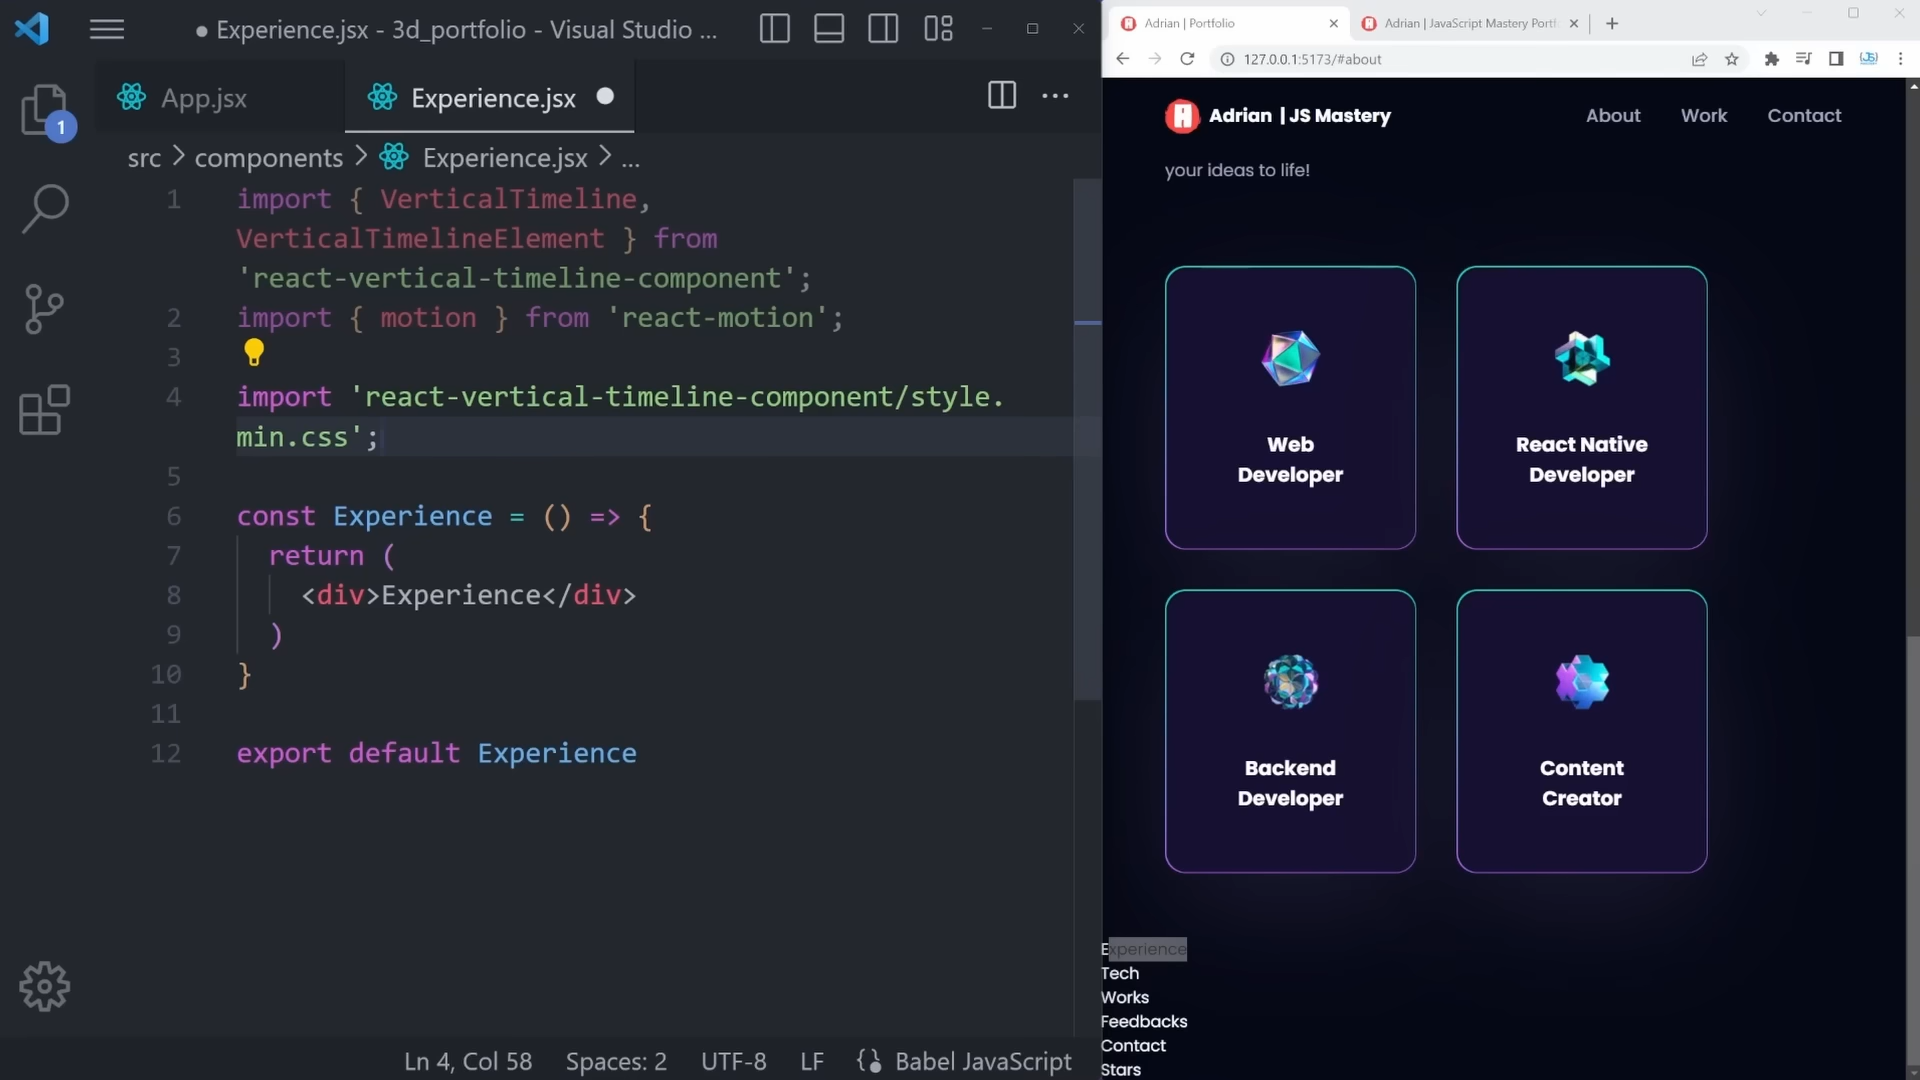 ● Experience.jsx - 3d_portfolio - Visual Studio ...
App.jsx
Experience.jsx
1
src > components > Experience.jsx > ...
1 import { VerticalTimeline,
VerticalTimelineElement } from
'react-vertical-timeline-component';
2 import { motion } from 'react-motion';
3
4 import 'react-vertical-timeline-component/style.
min.css';
5
6 const Experience = () => {
7 return (
8 <div>Experience</div>
9 )
10 }
11
12 export default Experience
Ln 4, Col 58 Spaces: 2 UTF-8 LF Babel JavaScript
Adrian | Portfolio
Adrian | JavaScript Mastery Portf
127.0.0.1:5173/#about
Adrian | JS Mastery
About Work Contact
your ideas to life!
Web
Developer
React Native
Developer
Backend
Developer
Content
Creator
Experience
Tech
Works
Feedbacks
Contact
Stars